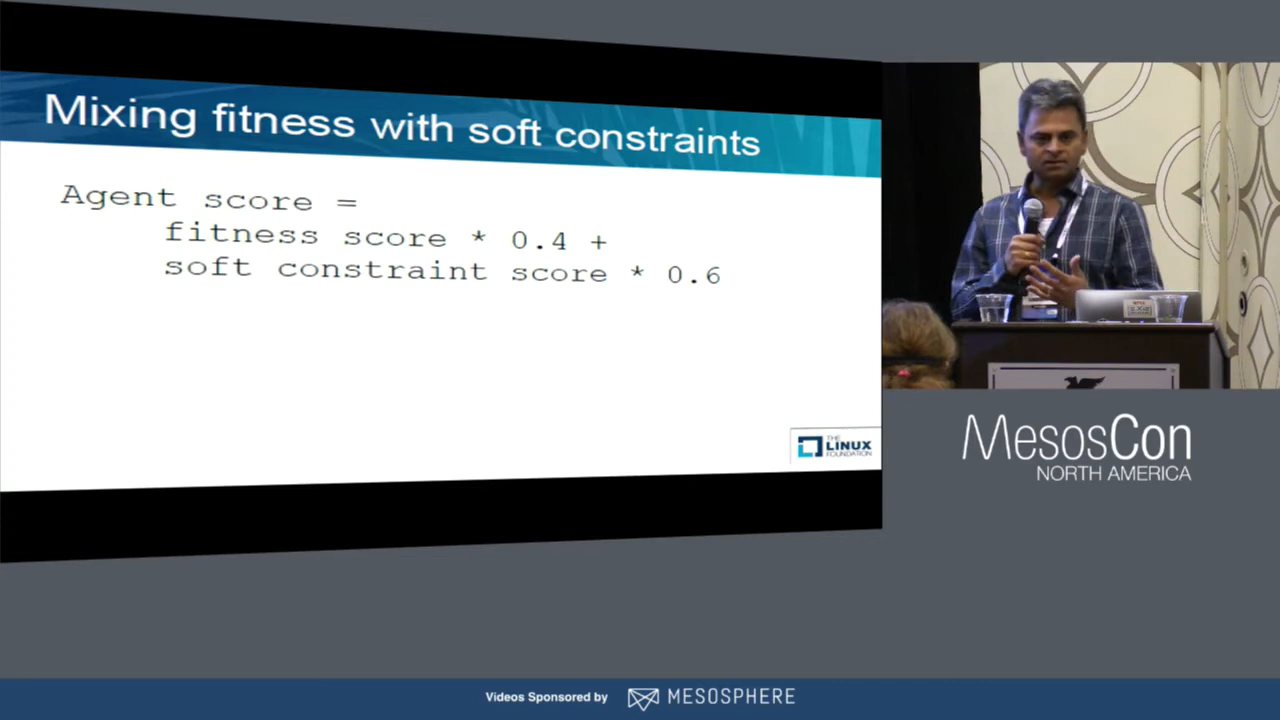 Mixing fitness with soft constraints
Agent score =
fitness score * 0.4 +
soft constraint score * 0.6
THE
LINUX
FOUNDATION
MesosCon
NORTH AMERICA
Videos Sponsored by
MESOSPHERE